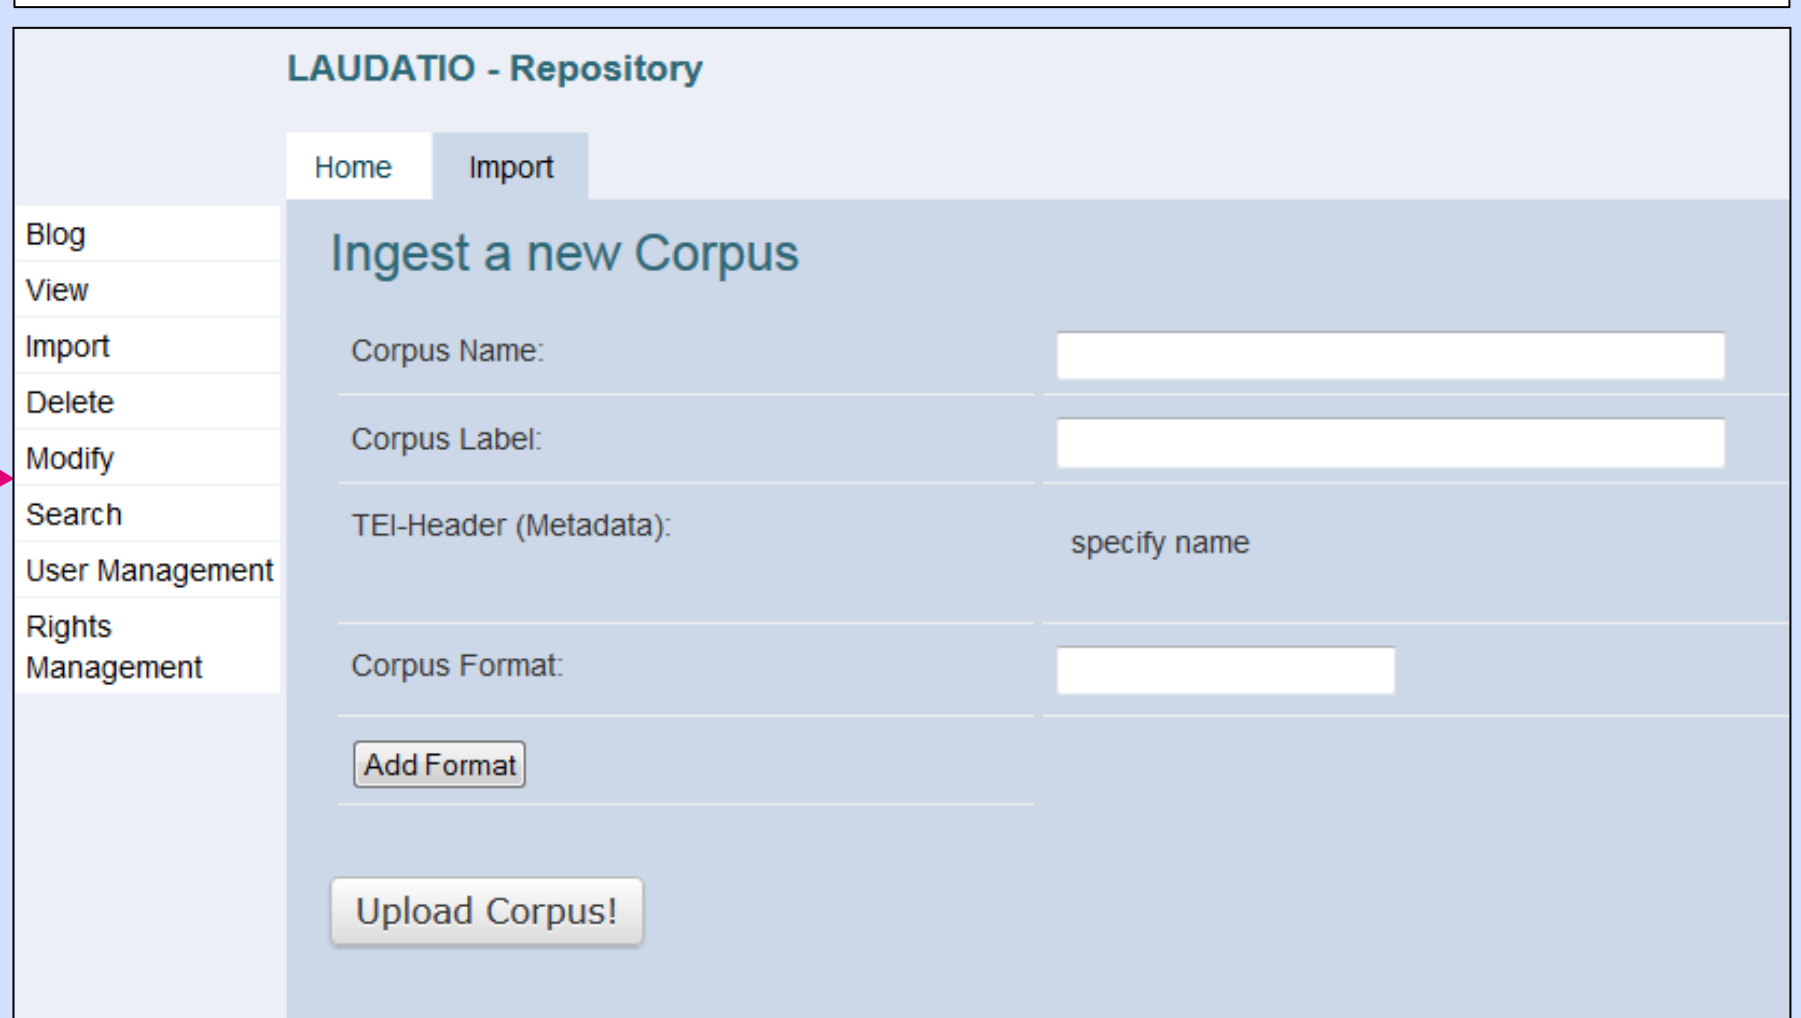 LAUDATIO - Repository
Home
Import
Blog
View
Import
Delete
Modify
Search
User Management
Rights
Management
Ingest a new Corpus
Corpus Name:
Corpus Label:
TEI-Header (Metadata):
specify name
Corpus Format:
Add Format
Upload Corpus!